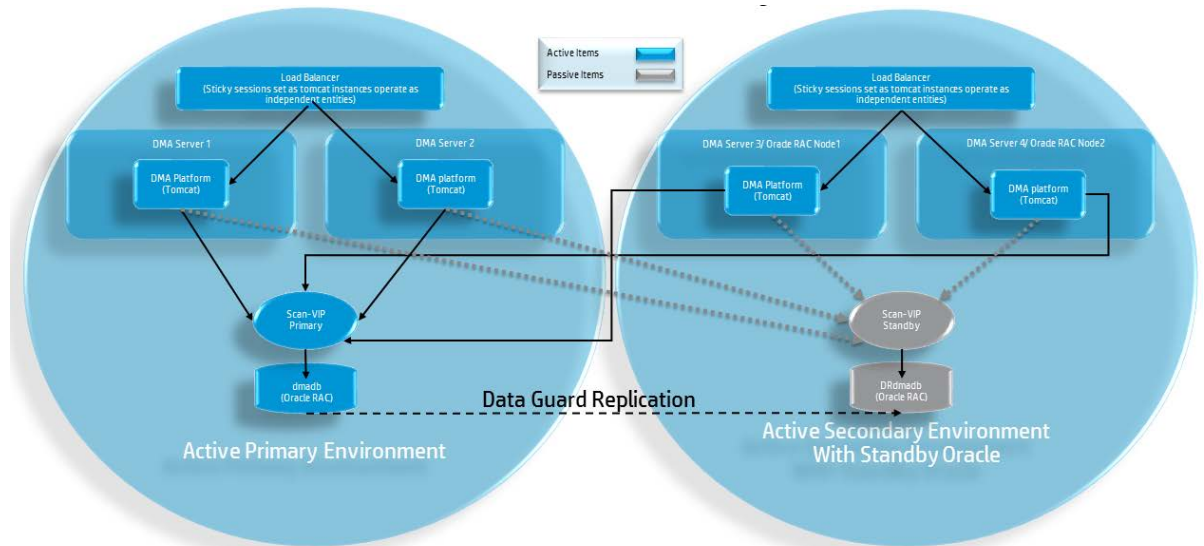 Active Items
Passive Items
Load Balancer
(Sticky sessions set as tomcat instances operate as
independent entities)
DMA Server 1
DMA Platform
(Tomcat)
DMA Server 2
DMA platform
(Tomcat)
Scan-VIP
Primary
dmadb
(Oracle RAC)
Active Primary Environment
Data Guard Replication
Load Balancer
(Sticky sessions set as tomcat instances operate as
independent entities)
DMA Server 3/ Oracle RAC Node1
DMA Platform
(Tomcat)
DMA Server 4/ Oracle RAC Node2
DMA platform
(Tomcat)
Scan-VIP
Standby
DRdmadb
(Oracle RAC)
Active Secondary Environment
With Standby Oracle